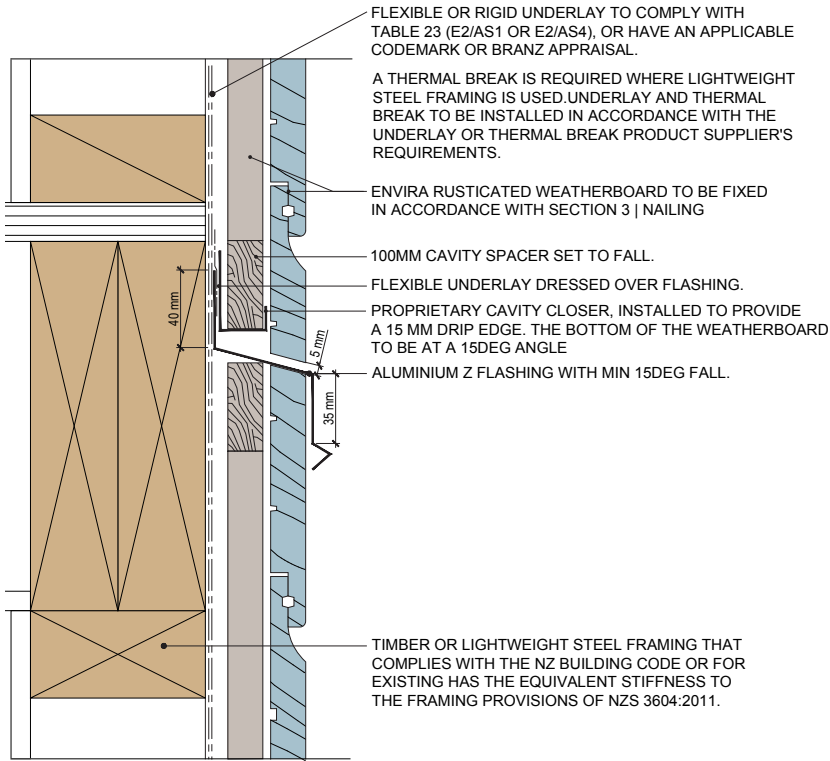 FLEXIBLE OR RIGID UNDERLAY TO COMPLY WITH
TABLE 23 (E2/AS1 OR E2/AS4), OR HAVE AN APPLICABLE
CODEMARK OR BRANZ APPRAISAL.
A THERMAL BREAK IS REQUIRED WHERE LIGHTWEIGHT
STEEL FRAMING IS USED.UNDERLAY AND THERMAL
BREAK TO BE INSTALLED IN ACCORDANCE WITH THE
UNDERLAY OR THERMAL BREAK PRODUCT SUPPLIER'S
REQUIREMENTS.
ENVIRA RUSTICATED WEATHERBOARD TO BE FIXED
IN ACCORDANCE WITH SECTION 3 | NAILING
100MM CAVITY SPACER SET TO FALL.
FLEXIBLE UNDERLAY DRESSED OVER FLASHING.
PROPRIETARY CAVITY CLOSER, INSTALLED TO PROVIDE
A 15 MM DRIP EDGE. THE BOTTOM OF THE WEATHERBOARD
TO BE AT A 15DEG ANGLE
ALUMINIUM Z FLASHING WITH MIN 15DEG FALL.
40 mm
5 mm
35 mm
TIMBER OR LIGHTWEIGHT STEEL FRAMING THAT
COMPLIES WITH THE NZ BUILDING CODE OR FOR
EXISTING HAS THE EQUIVALENT STIFFNESS TO
THE FRAMING PROVISIONS OF NZS 3604:2011.